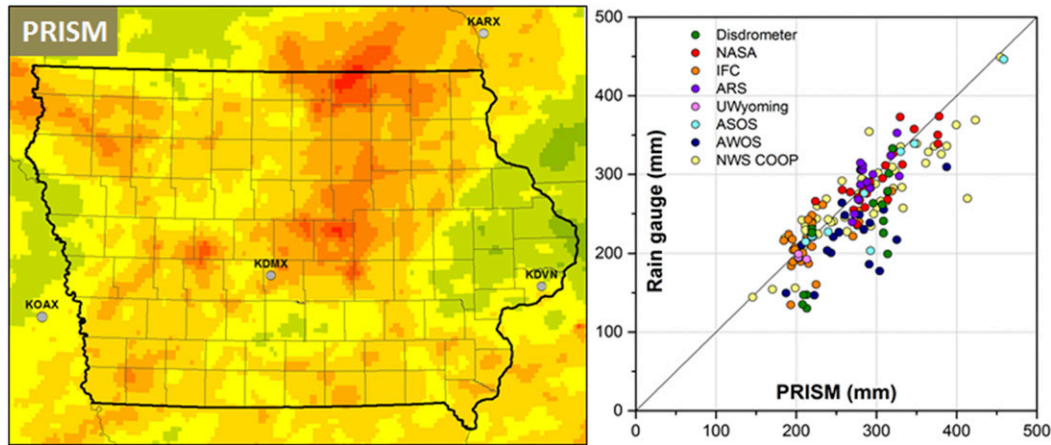 PRISM
KARX
KDMX
KDVN
KOAX
500
400
300
200
100
0
Rain gauge (mm)
Disdrometer
NASA
IFC
ARS
UWyoming
ASOS
AWOS
NWS COOP
PRISM (mm)
0 100 200 300 400 500